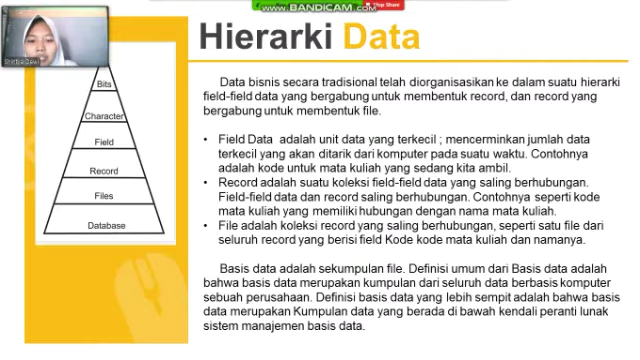 WWW.BANDICAM.COM
Stop Share
Hierarki Data
Bits
Character
Field
Record
Files
Database
Data bisnis secara tradisional telah diorganisasikan ke dalam suatu hierarki
field-field data yang bergabung untuk membentuk record, dan record yang
bergabung untuk membentuk file.
• Field Data adalah unit data yang terkecil ; mencerminkan jumlah data
terkecil yang akan ditarik dari komputer pada suatu waktu. Contohnya
adalah kode untuk mata kuliah yang sedang kita ambil.
• Record adalah suatu koleksi field-field data yang saling berhubungan.
Field-field data dan record saling berhubungan. Contohnya seperti kode
mata kuliah yang memiliki hubungan dengan nama mata kuliah.
• File adalah koleksi record yang saling berhubungan, seperti satu file dari
seluruh record yang berisi field Kode kode mata kuliah dan namanya.
Basis data adalah sekumpulan file. Definisi umum dari Basis data adalah
bahwa basis data merupakan kumpulan dari seluruh data berbasis komputer
sebuah perusahaan. Definisi basis data yang lebih sempit adalah bahwa basis
data merupakan Kumpulan data yang berada di bawah kendali peranti lunak
sistem manajemen basis data.